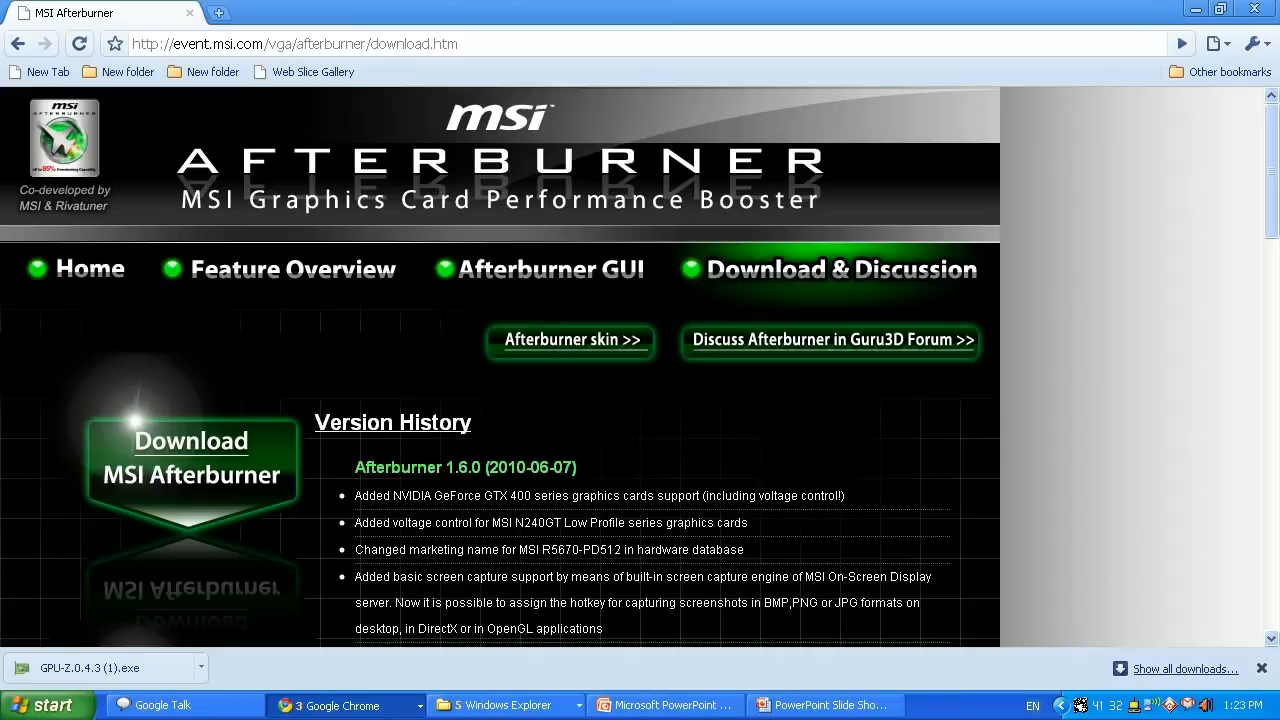 MSI Afterburner
http://event.msi.com/vga/afterburner/download.htm
New Tab New folder New folder Web Slice Gallery Other bookmarks
msi
AFTERBURNER
MSI Graphics Card Performance Booster
msi
AFTERBURNER
Co-developed by
MSI & Rivatuner
Home Feature Overview Afterburner GUI Download & Discussion
Afterburner skin >> Discuss Afterburner in Guru3D Forum >>
Download
MSI Afterburner
Version History
Afterburner 1.6.0 (2010-06-07)
• Added NVIDIA GeForce GTX 400 series graphics cards support (including voltage control!)
• Added voltage control for MSI N240GT Low Profile series graphics cards
• Changed marketing name for MSI R5670-PD512 in hardware database
• Added basic screen capture support by means of built-in screen capture engine of MSI On-Screen Display
server. Now it is possible to assign the hotkey for capturing screenshots in BMP,PNG or JPG formats on
desktop, in DirectX or in OpenGL applications
GPU-Z.0.4.3 (1).exe Show all downloads...
start Google Talk 3 Google Chrome 5 Windows Explorer Microsoft PowerPoint ... PowerPoint Slide Sho... EN 41 32 1:23 PM